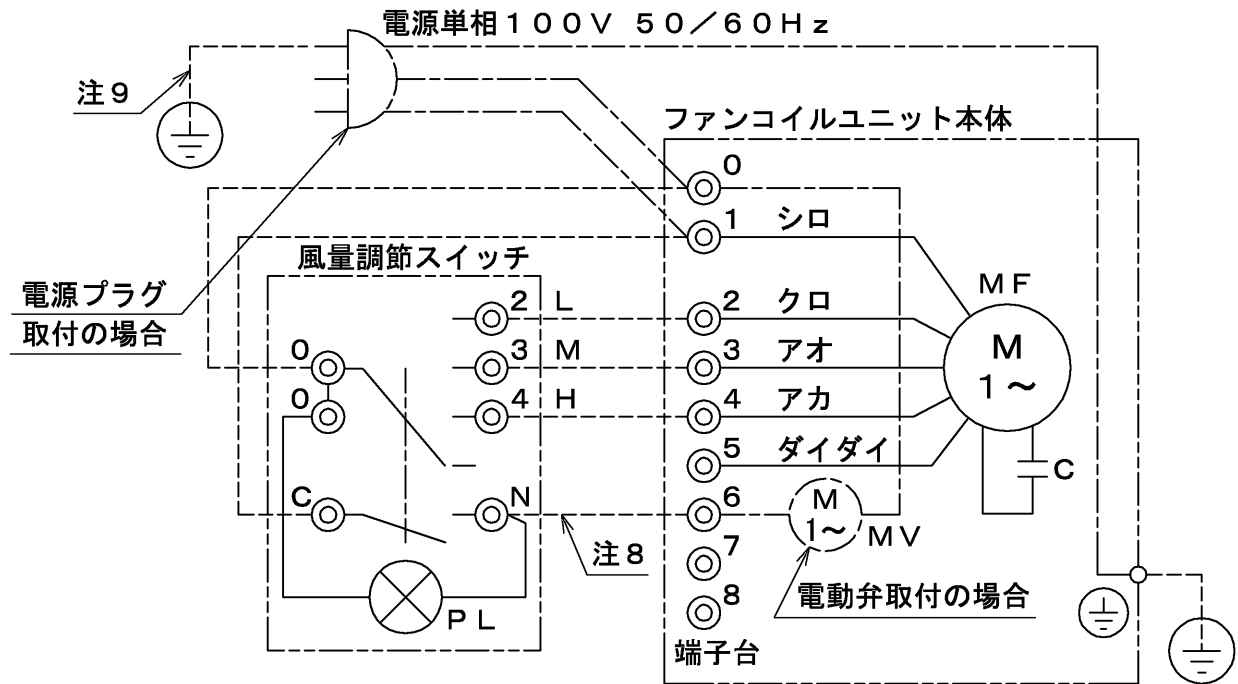 電源単相１００Ｖ ５０／６０Ｈｚ
注９
ファンコイルユニット本体
0
1 シロ
風量調節スイッチ
電源プラグ
取付の場合
ＭＦ
2 Ｌ
2 クロ
Ｍ
１～
0
3 Ｍ
3 アオ
0
4 Ｈ
4 アカ
5 ダイダイ
Ｃ
Ｃ
Ｎ
6
Ｍ
１～
ＭＶ
注８
7
8
電動弁取付の場合
ＰＬ
端子台